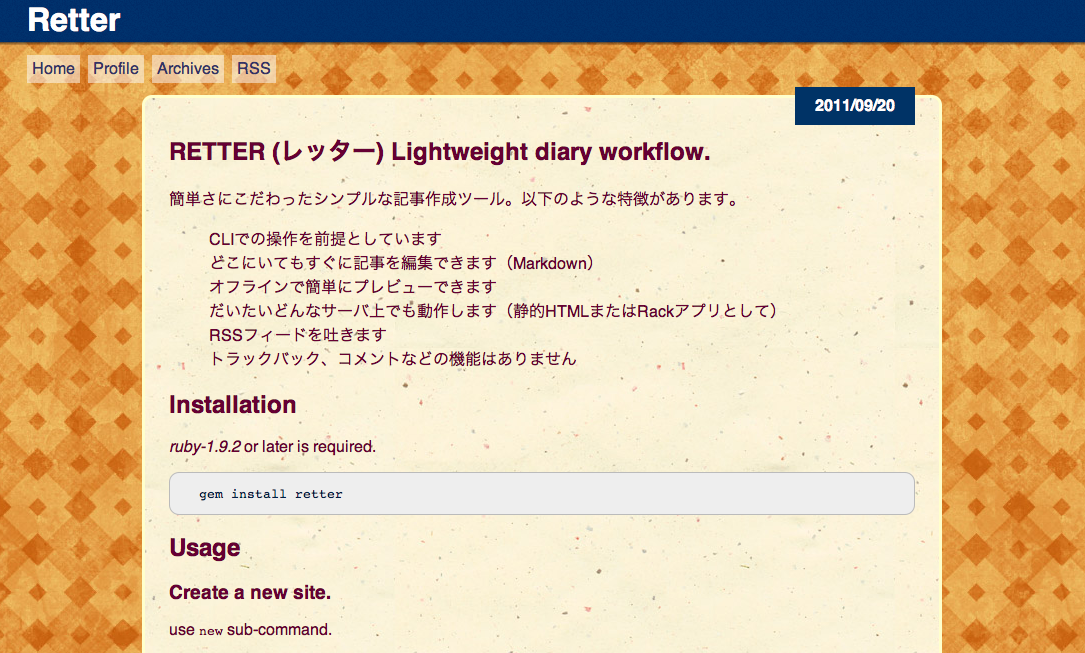 Retter
Home Profile Archives RSS
2011/09/20
RETTER (レッター) Lightweight diary workflow.
簡単さにこだわったシンプルな記事作成ツール。以下のような特徴があります。
CLIでの操作を前提としています
どこにいてもすぐに記事を編集できます（Markdown）
オフラインで簡単にプレビューできます
だいたいどんなサーバ上でも動作します（静的HTMLまたはRackアプリとして）
RSSフィードを吐きます
トラックバック、コメントなどの機能はありません
Installation
ruby-1.9.2 or later is required.
gem install retter
Usage
Create a new site.
use new sub-command.